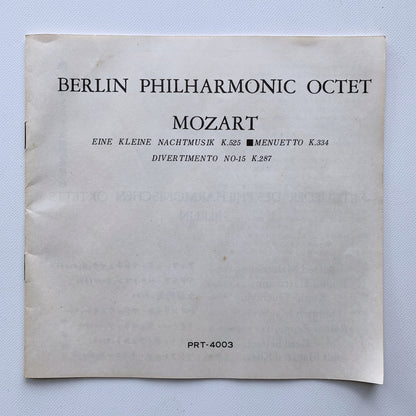 BERLIN PHILHARMONIC OCTET
MOZART
EINE KLEINE NACHTMUSIK K.525 ■ MENUETTO K.334
DIVERTIMENTO NO-15 K.287
PRT-4003